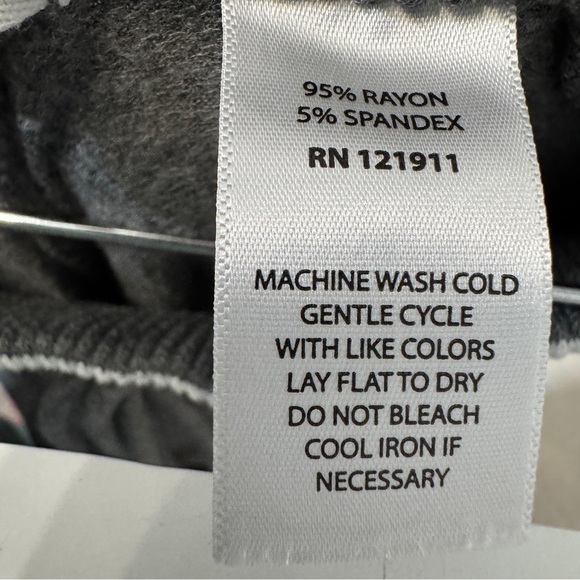 95% RAYON
5% SPANDEX
RN 121911
MACHINE WASH COLD
GENTLE CYCLE
WITH LIKE COLORS
LAY FLAT TO DRY
DO NOT BLEACH
COOL IRON IF
NECESSARY